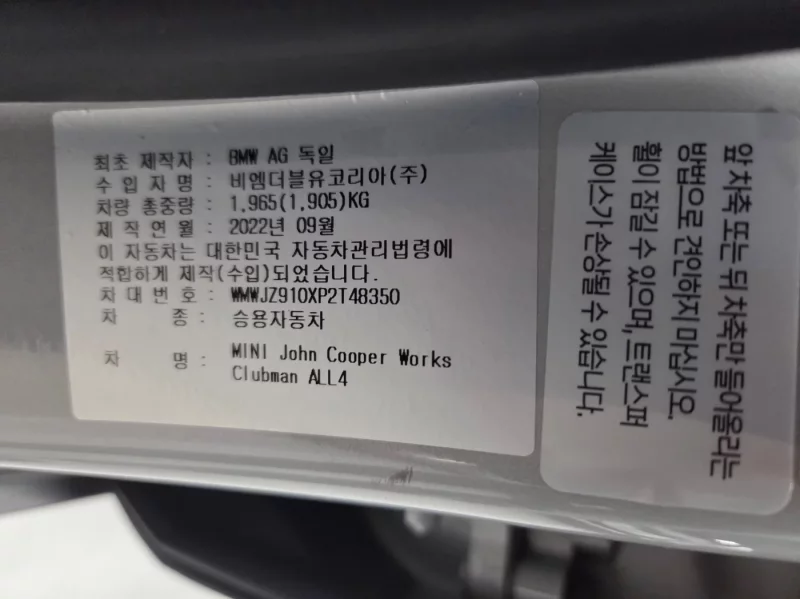 최초 제작자 : BMW AG 독일
수 입 자 명 : 비엠더블유코리아(주)
차량 총중량 : 1,965(1,905)KG
제 작 연 월 : 2022년 09월
이 자동차는 대한민국 자동차관리법령에
적합하게 제작(수입)되었습니다.
차 대 번 호 : WMWJZ910XP2T48350
차 종 : 승용자동차
차 명 : MINI John Cooper Works
Clubman ALL4
앞 차축 또는 뒤 차축만 들어올리는
방법으로 견인하지 마십시오.
휠이 잠길 수 있으며, 트랜스퍼
케이스가 손상될 수 있습니다.